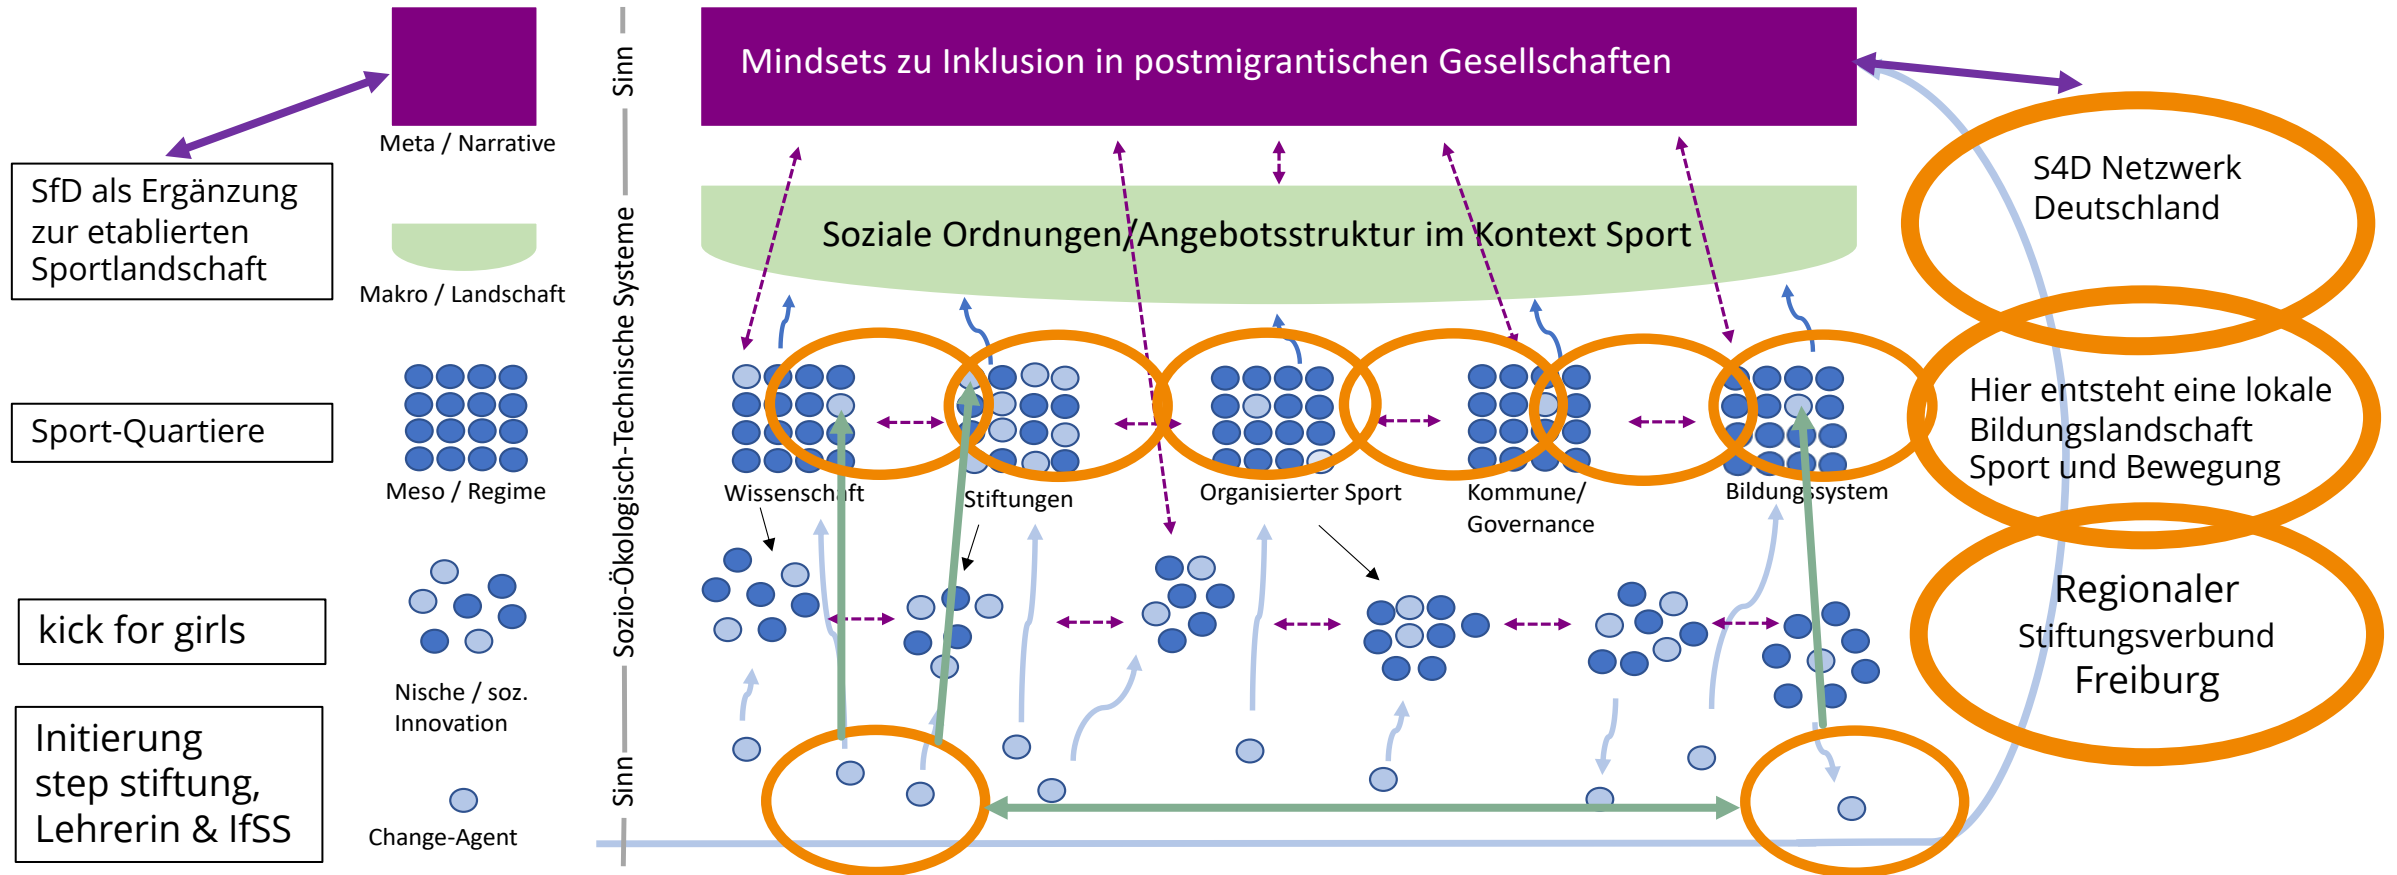 Meta / Narrative
SfD als Ergänzung
zur etablierten
Sportlandschaft
Makro / Landschaft
Sport-Quartiere
Meso / Regime
kick for girls
Nische / soz.
Innovation
Initierung
step stiftung,
Lehrerin & IfSS
Change-Agent
Sinn
Sozio-Ökologisch-Technische Systeme
Sinn
Mindsets zu Inklusion in postmigrantischen Gesellschaften
Soziale Ordnungen/Angebotsstruktur im Kontext Sport
Wissenschaft
Stiftungen
Organisierter Sport
Kommune/
Governance
Bildungssystem
S4D Netzwerk
Deutschland
Hier entsteht eine lokale
Bildungslandschaft
Sport und Bewegung
Regionaler
Stiftungsverbund
Freiburg